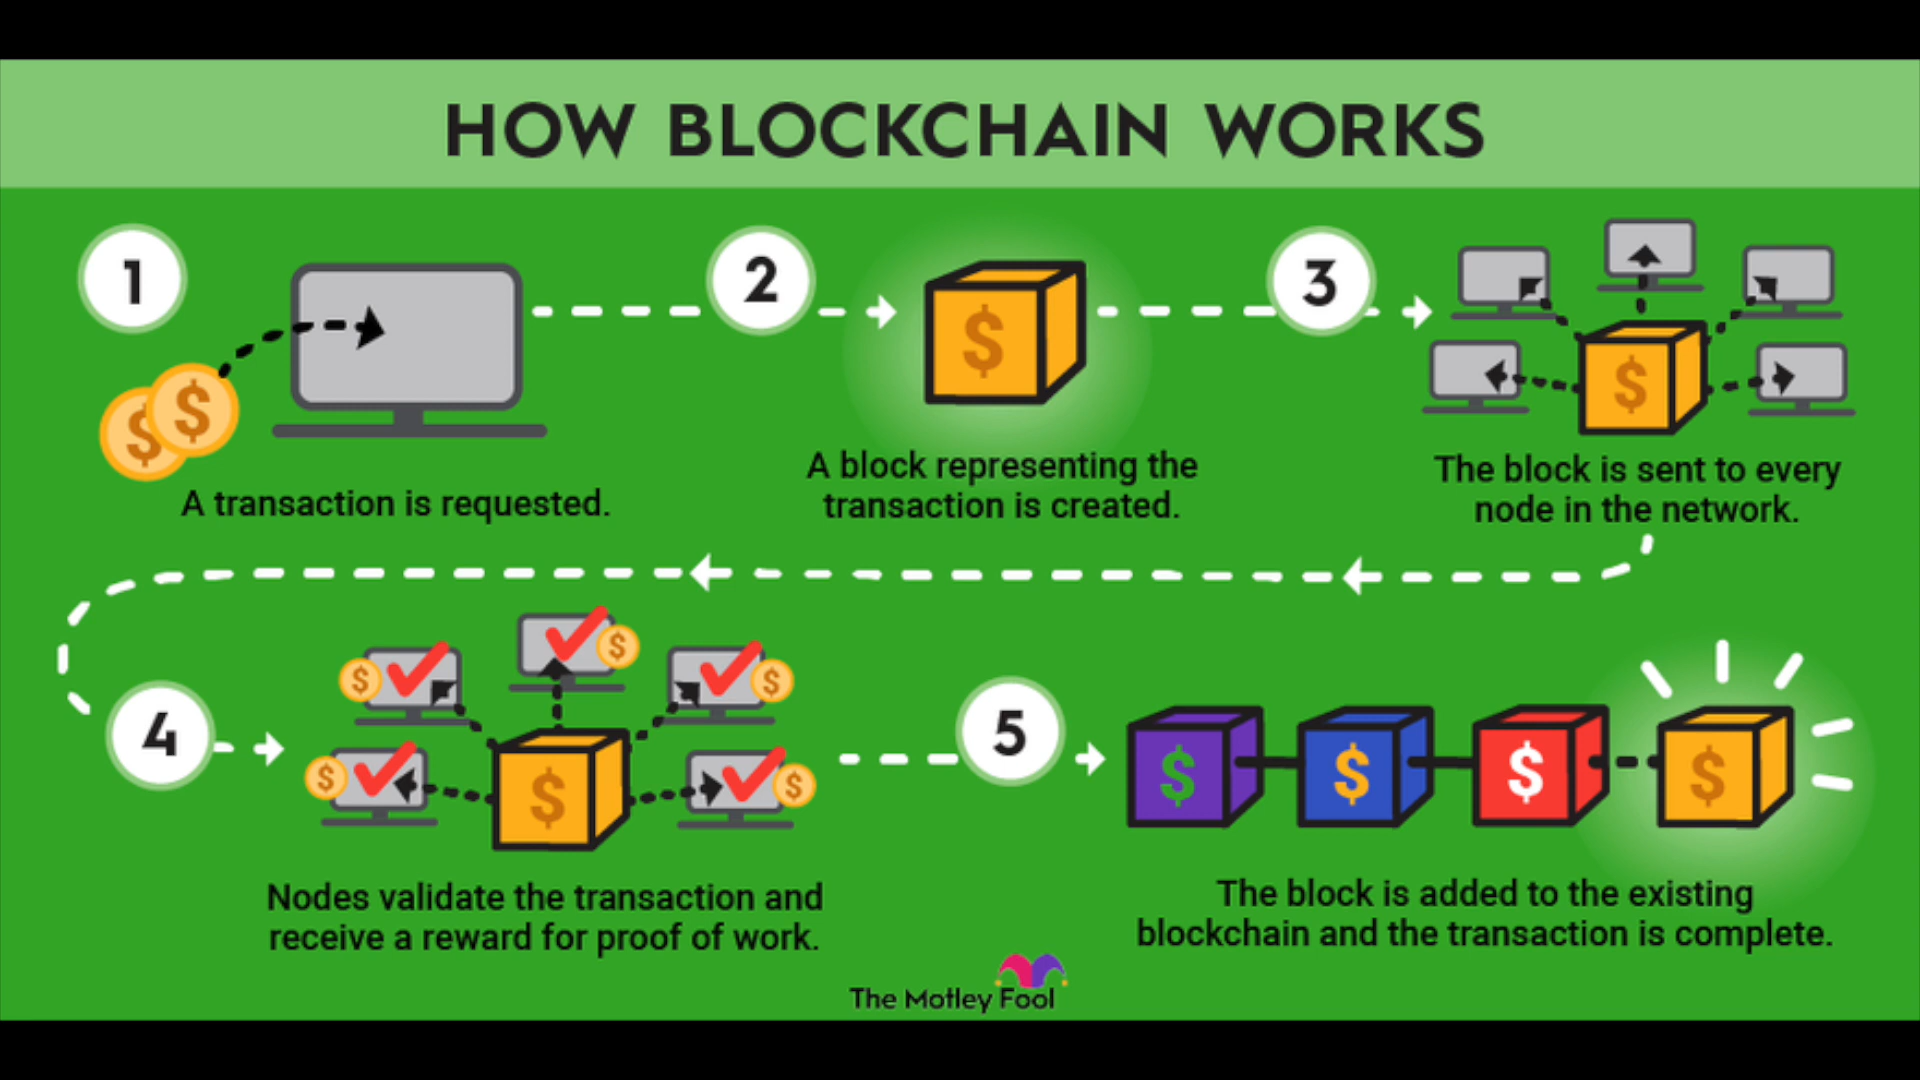 HOW BLOCKCHAIN WORKS
1
2
3
$
$
$
$
A transaction is requested.
A block representing the
transaction is created.
The block is sent to every
node in the network.
4
5
$
$
$
$
$
$
$
$
$
$
Nodes validate the transaction and
receive a reward for proof of work.
The block is added to the existing
blockchain and the transaction is complete.
The Motley Fool